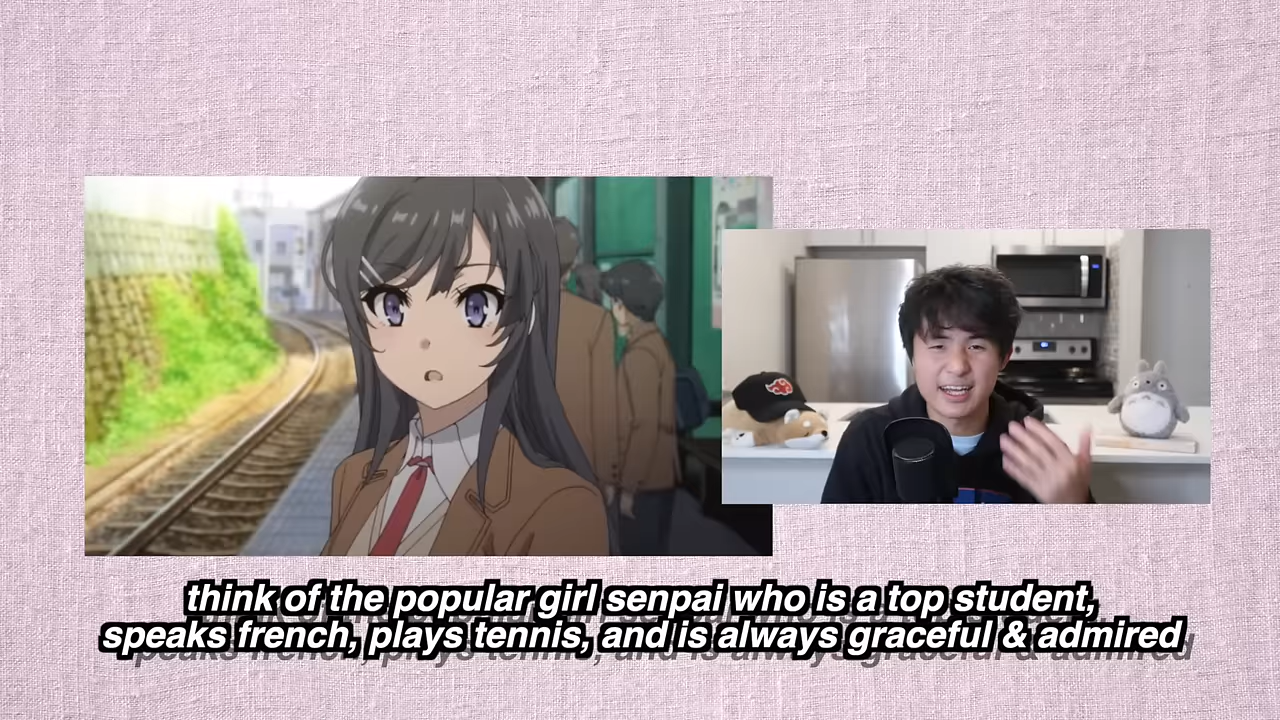 think of the popular girl senpai who is a top student,
speaks french, plays tennis, and is always graceful & admired